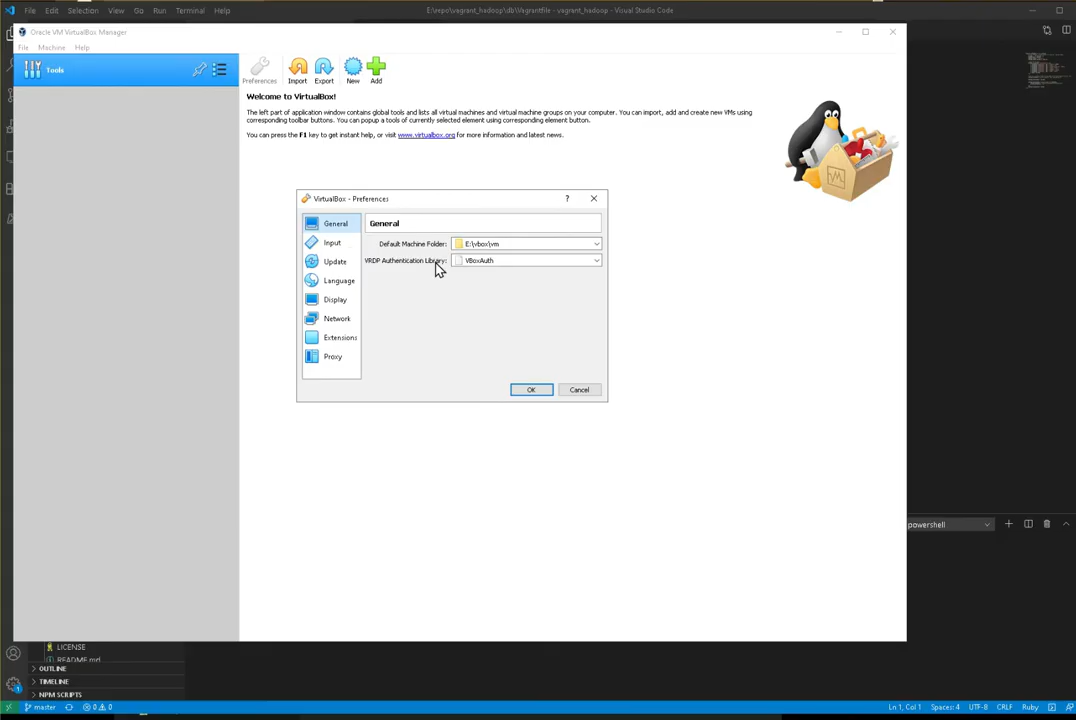 File Edit Selection View Go Run Terminal Help
E:\repo\vagrant_hadoop\db\Vagrantfile - vagrant_hadoop - Visual Studio Code
Oracle VM VirtualBox Manager
File Machine Help
Tools
Preferences Import Export New Add
Welcome to VirtualBox!
The left part of application window contains global tools and lists all virtual machines and virtual machine groups on your computer. You can import, add and create new VMs using
corresponding toolbar buttons. You can popup a tools of currently selected element using corresponding element button.
You can press the F1 key to get instant help, or visit www.virtualbox.org for more information and latest news.
VirtualBox - Preferences
?
General
General
Input
Default Machine Folder: E:\vbox\vm
VRDP Authentication Library: VBoxAuth
Update
Language
Display
Network
Extensions
Proxy
OK Cancel
powershell
LICENSE
README.md
OUTLINE
TIMELINE
NPM SCRIPTS
1
master 0 0
Ln 1, Col 1 Spaces: 4 UTF-8 CRLF Ruby